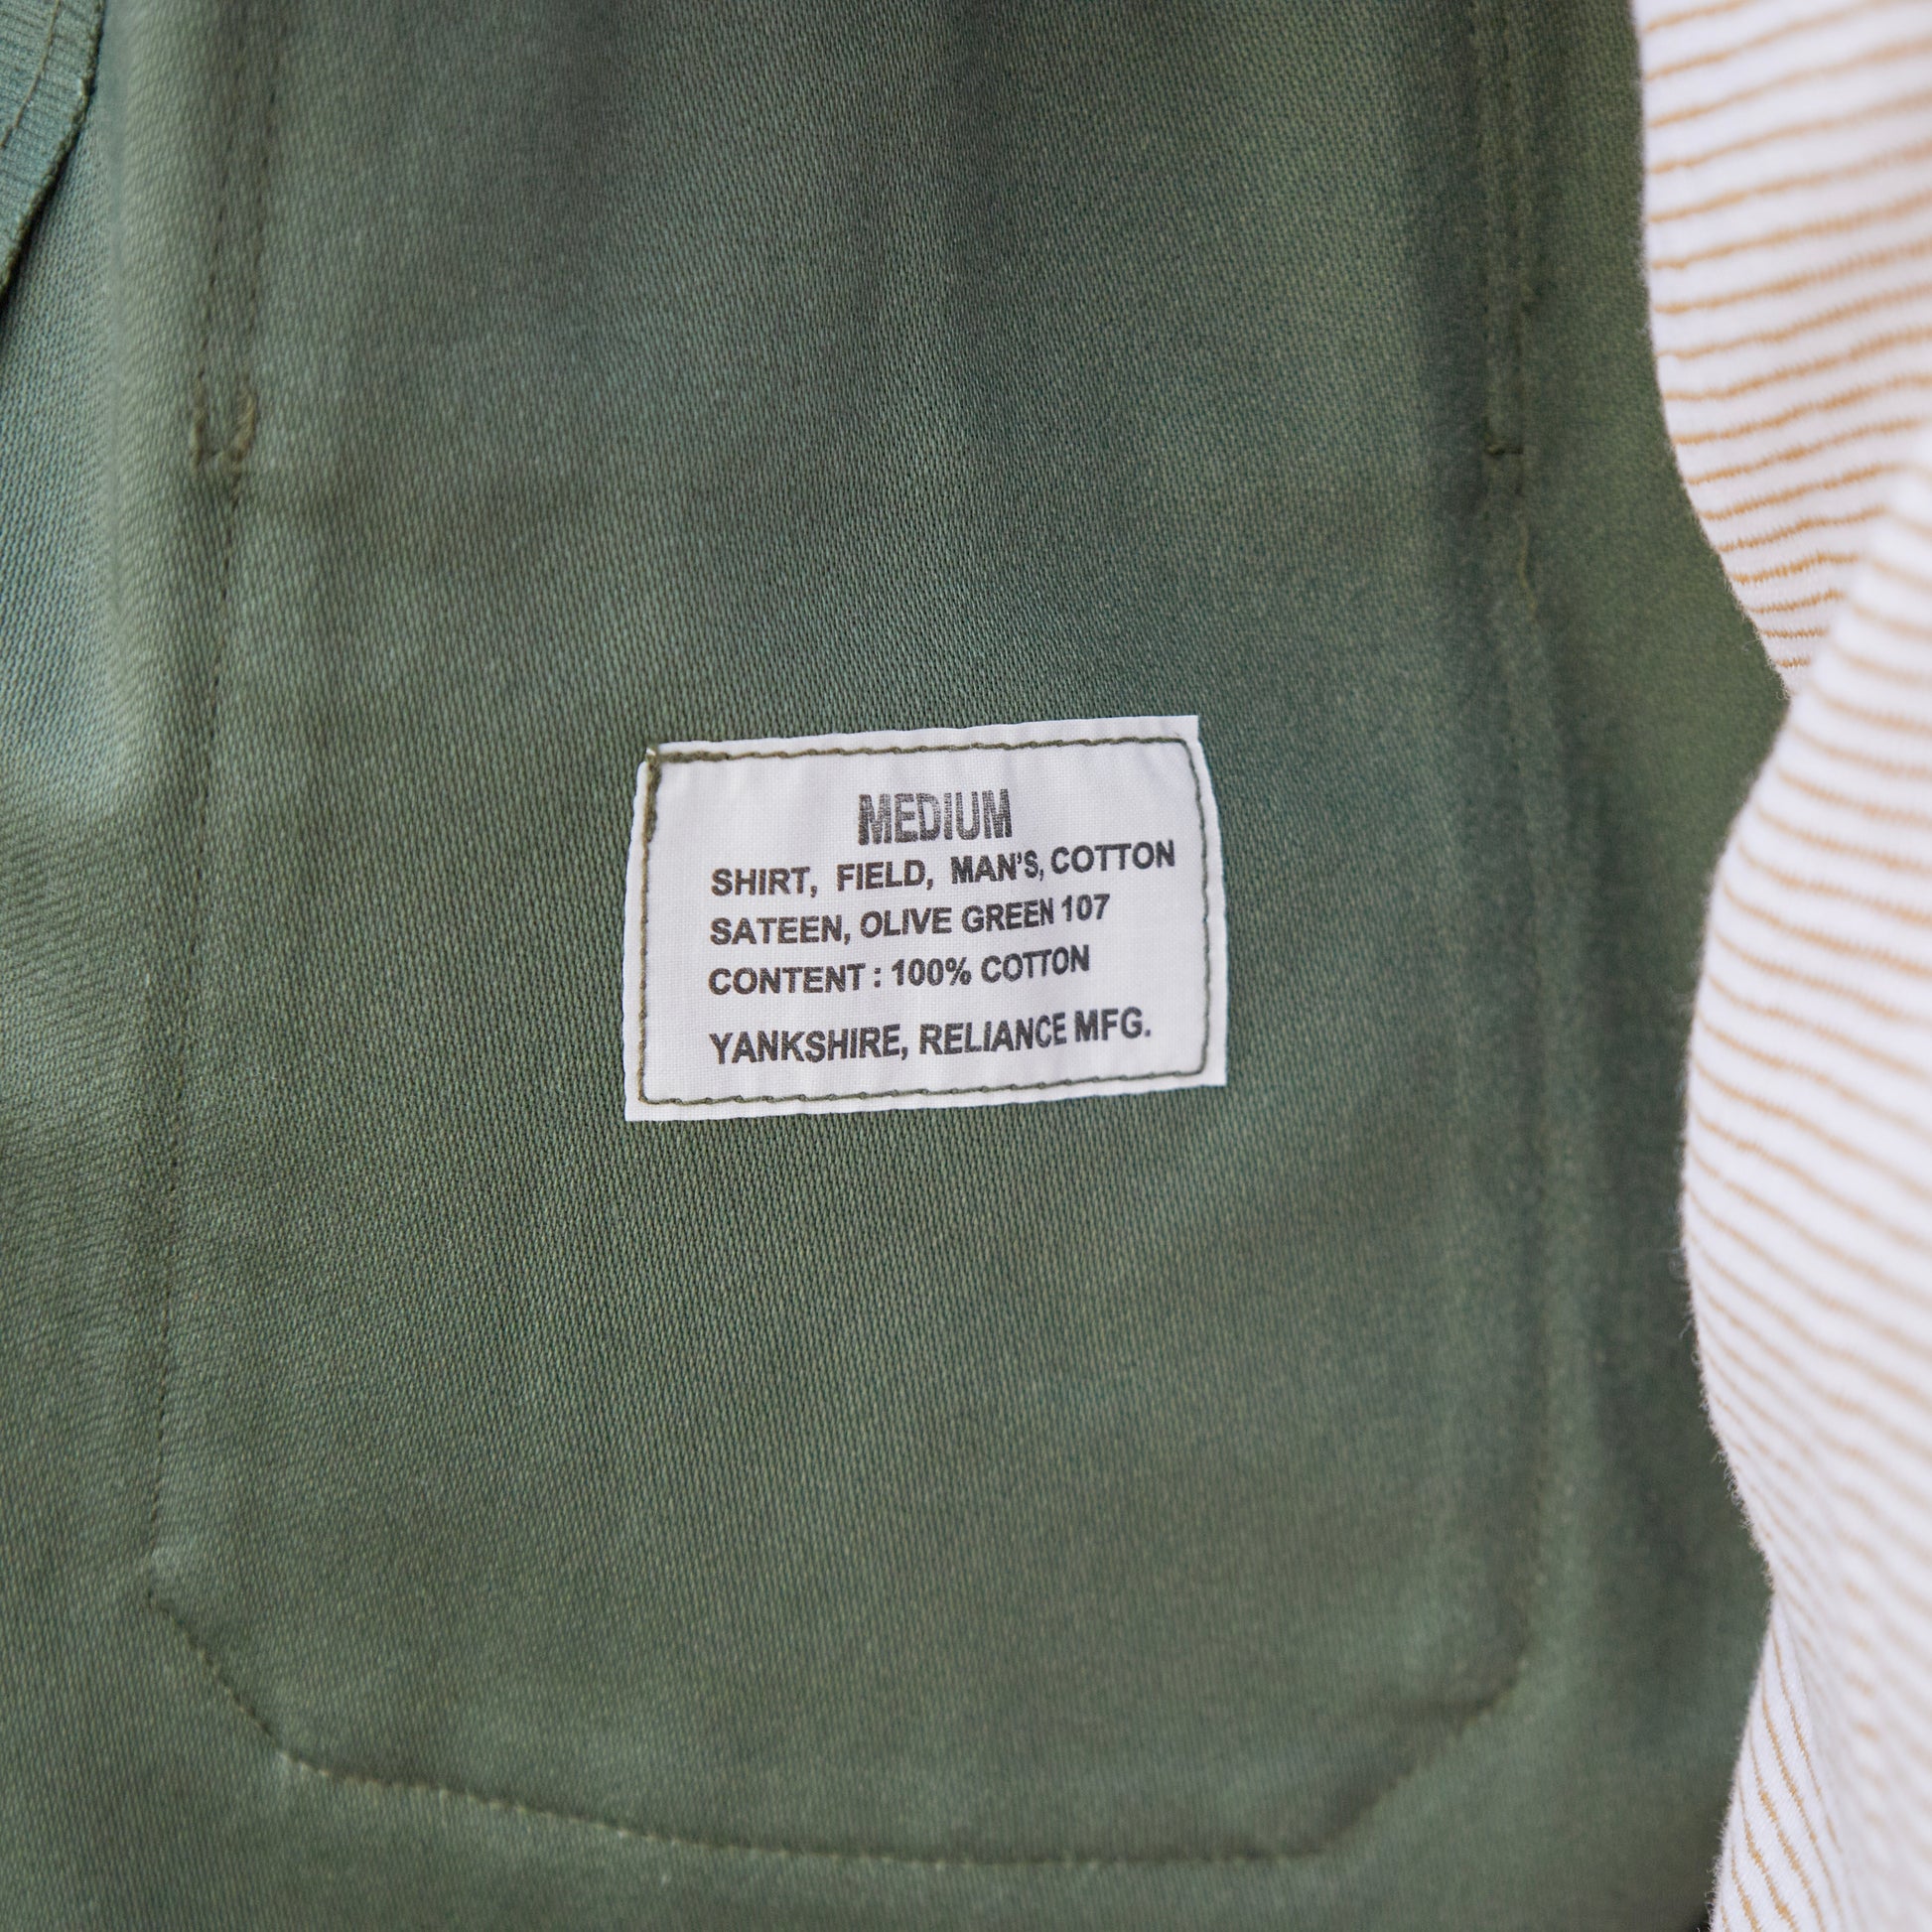 MEDIUM
SHIRT, FIELD, MAN'S, COTTON
SATEEN, OLIVE GREEN 107
CONTENT : 100% COTTON
YANKSHIRE, RELIANCE MFG.